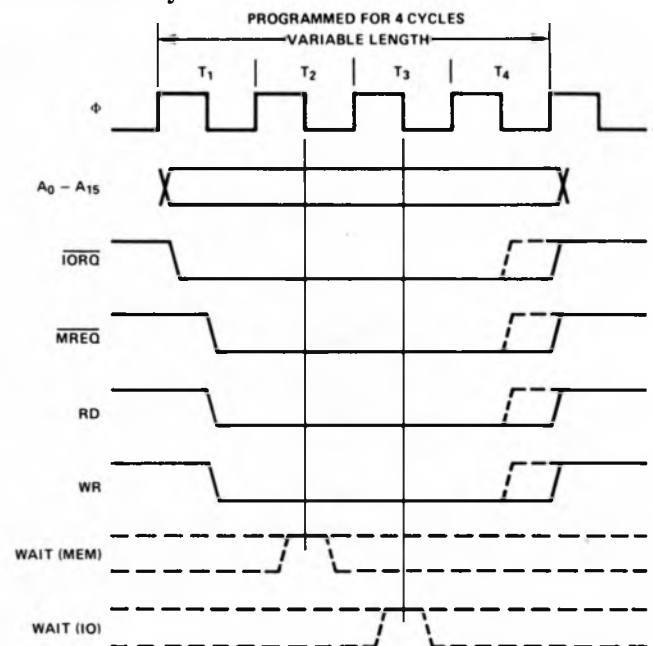 PROGRAMMED FOR 4 CYCLES
VARIABLE LENGTH
T1 T2 T3 T4
Φ
A0 – A15
IORQ
MREQ
RD
WR
WAIT (MEM)
WAIT (IO)